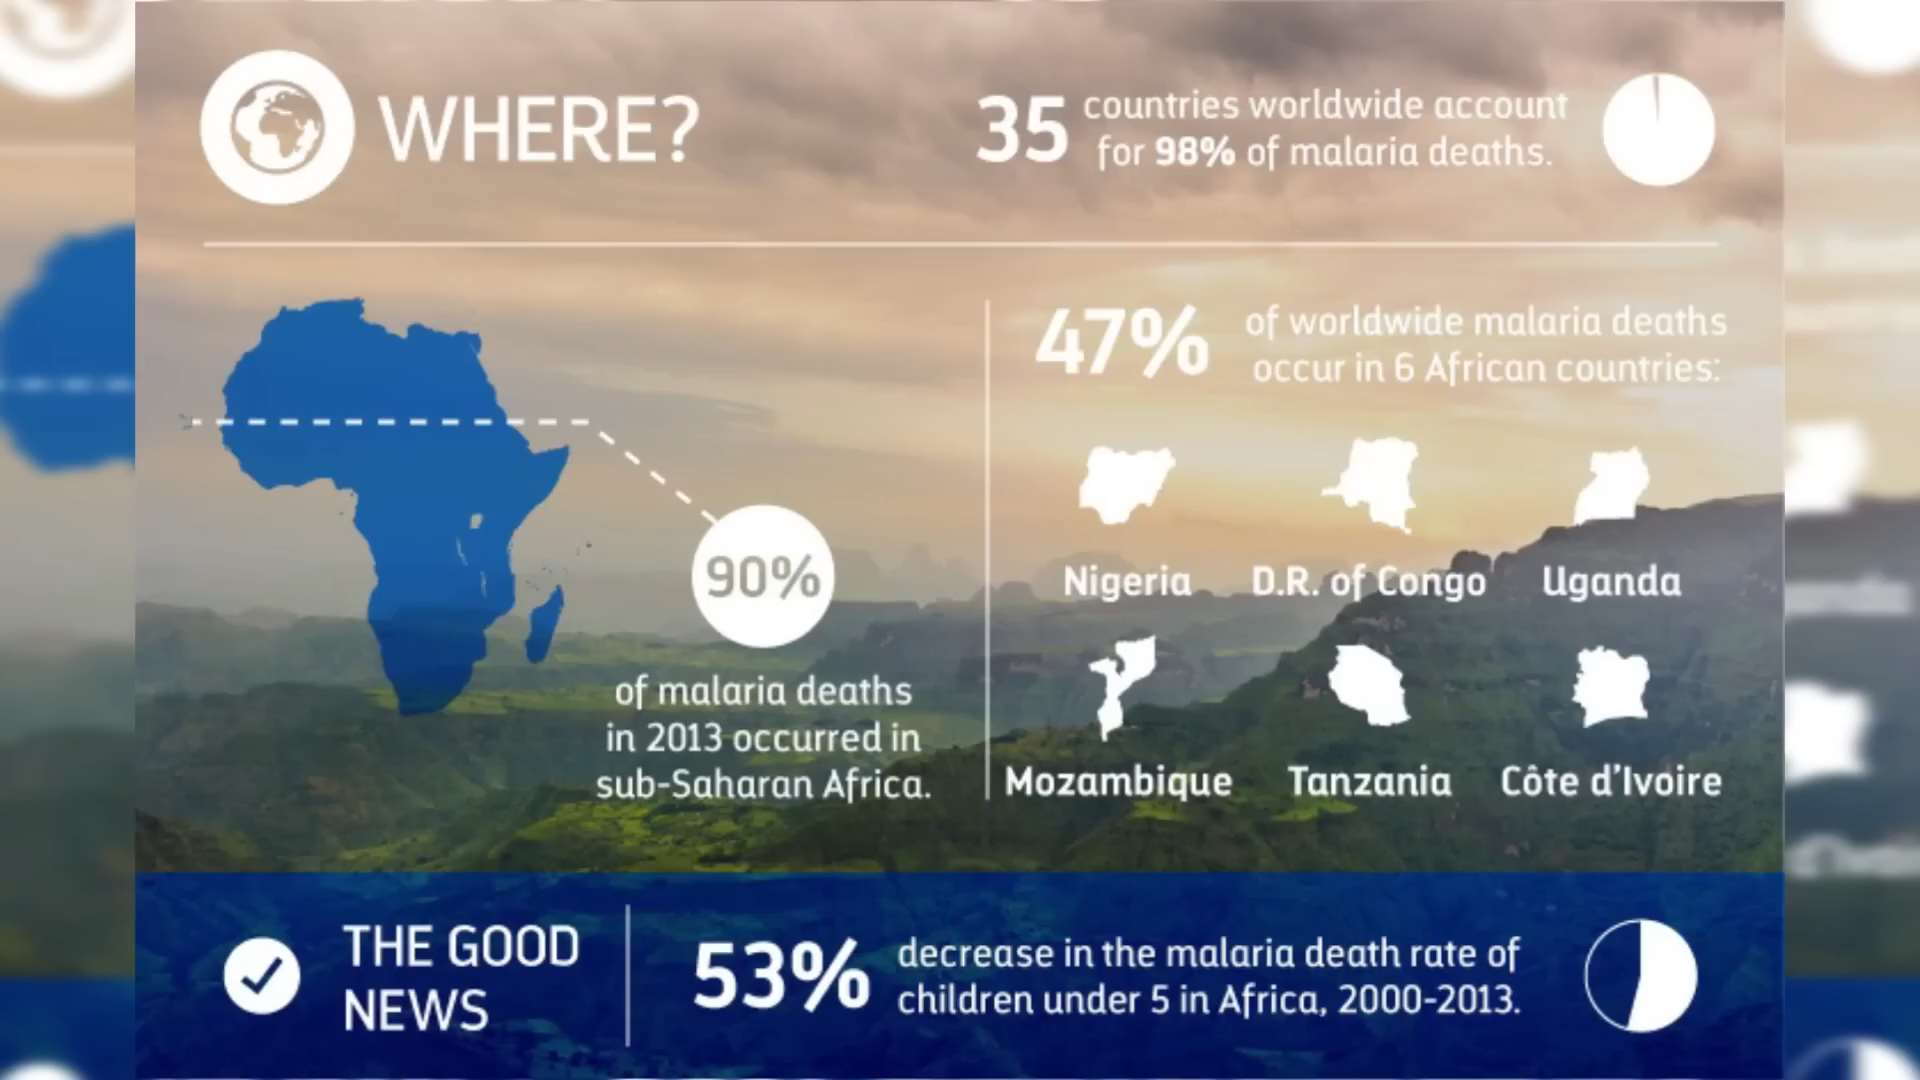 WHERE?
35 countries worldwide account
for 98% of malaria deaths.
90%
of malaria deaths
in 2013 occurred in
sub-Saharan Africa.
47% of worldwide malaria deaths
occur in 6 African countries:
Nigeria D.R. of Congo Uganda
Mozambique Tanzania Côte d'Ivoire
THE GOOD
NEWS
53% decrease in the malaria death rate of
children under 5 in Africa, 2000-2013.